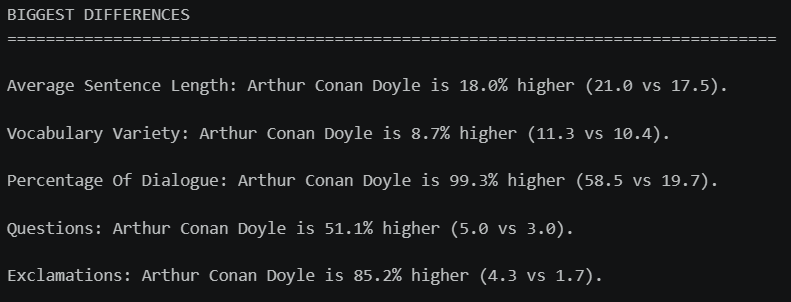 BIGGEST DIFFERENCES
================================================================================
Average Sentence Length: Arthur Conan Doyle is 18.0% higher (21.0 vs 17.5).
Vocabulary Variety: Arthur Conan Doyle is 8.7% higher (11.3 vs 10.4).
Percentage Of Dialogue: Arthur Conan Doyle is 99.3% higher (58.5 vs 19.7).
Questions: Arthur Conan Doyle is 51.1% higher (5.0 vs 3.0).
Exclamations: Arthur Conan Doyle is 85.2% higher (4.3 vs 1.7).